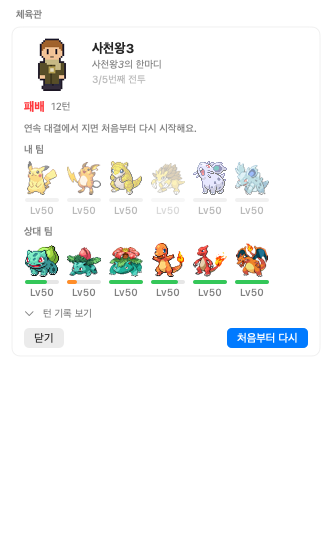 체육관
사천왕3
사천왕3의 한마디
3/5번째 전투
패배 12턴
연속 대결에서 지면 처음부터 다시 시작해요.
내 팀
Lv50 Lv50 Lv50 Lv50 Lv50 Lv50
상대 팀
Lv50 Lv50 Lv50 Lv50 Lv50 Lv50
턴 기록 보기
닫기 처음부터 다시